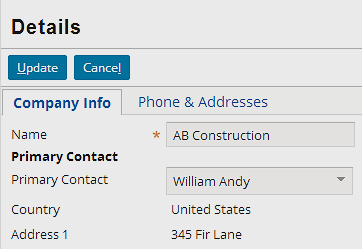 Details
Update Cancel
Company Info Phone & Addresses
Name * AB Construction
Primary Contact
Primary Contact William Andy
Country United States
Address 1 345 Fir Lane